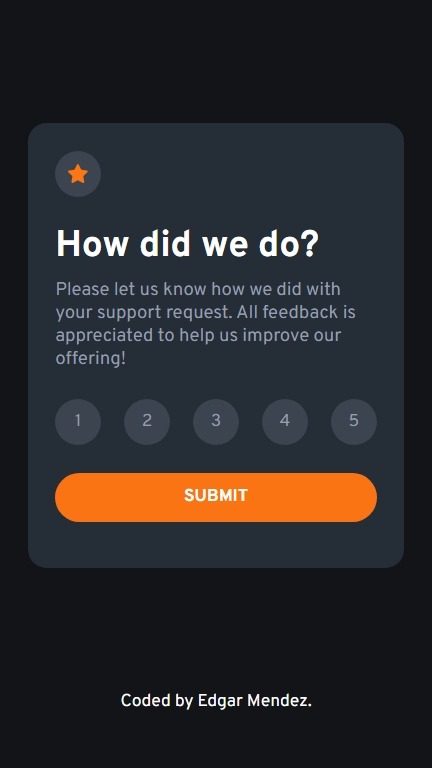 How did we do?
Please let us know how we did with
your support request. All feedback is
appreciated to help us improve our
offering!
1 2 3 4 5
SUBMIT
Coded by Edgar Mendez.